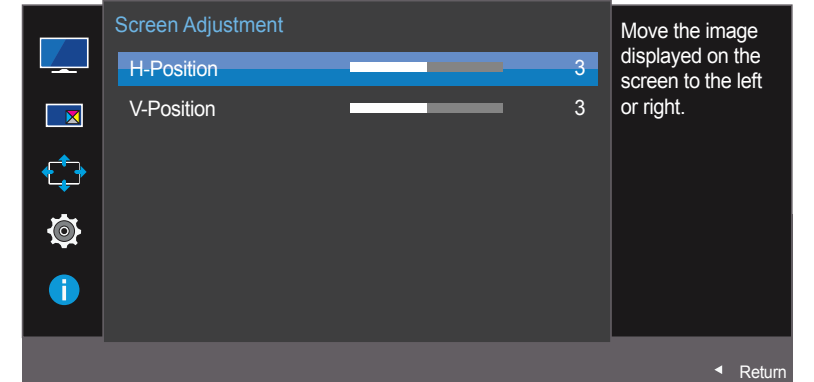 Screen Adjustment
H-Position 3
V-Position 3
Move the image
displayed on the
screen to the left
or right.
Return